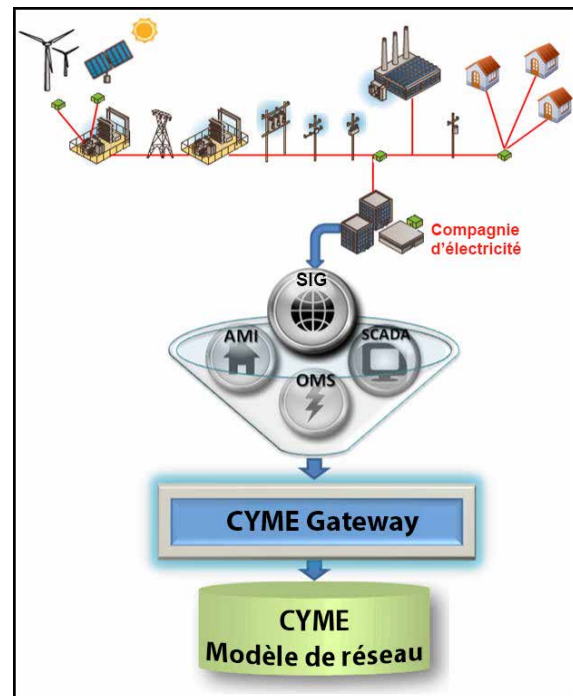 Compagnie
d'électricité
SIG
AMI
SCADA
OMS
CYME Gateway
CYME
Modèle de réseau